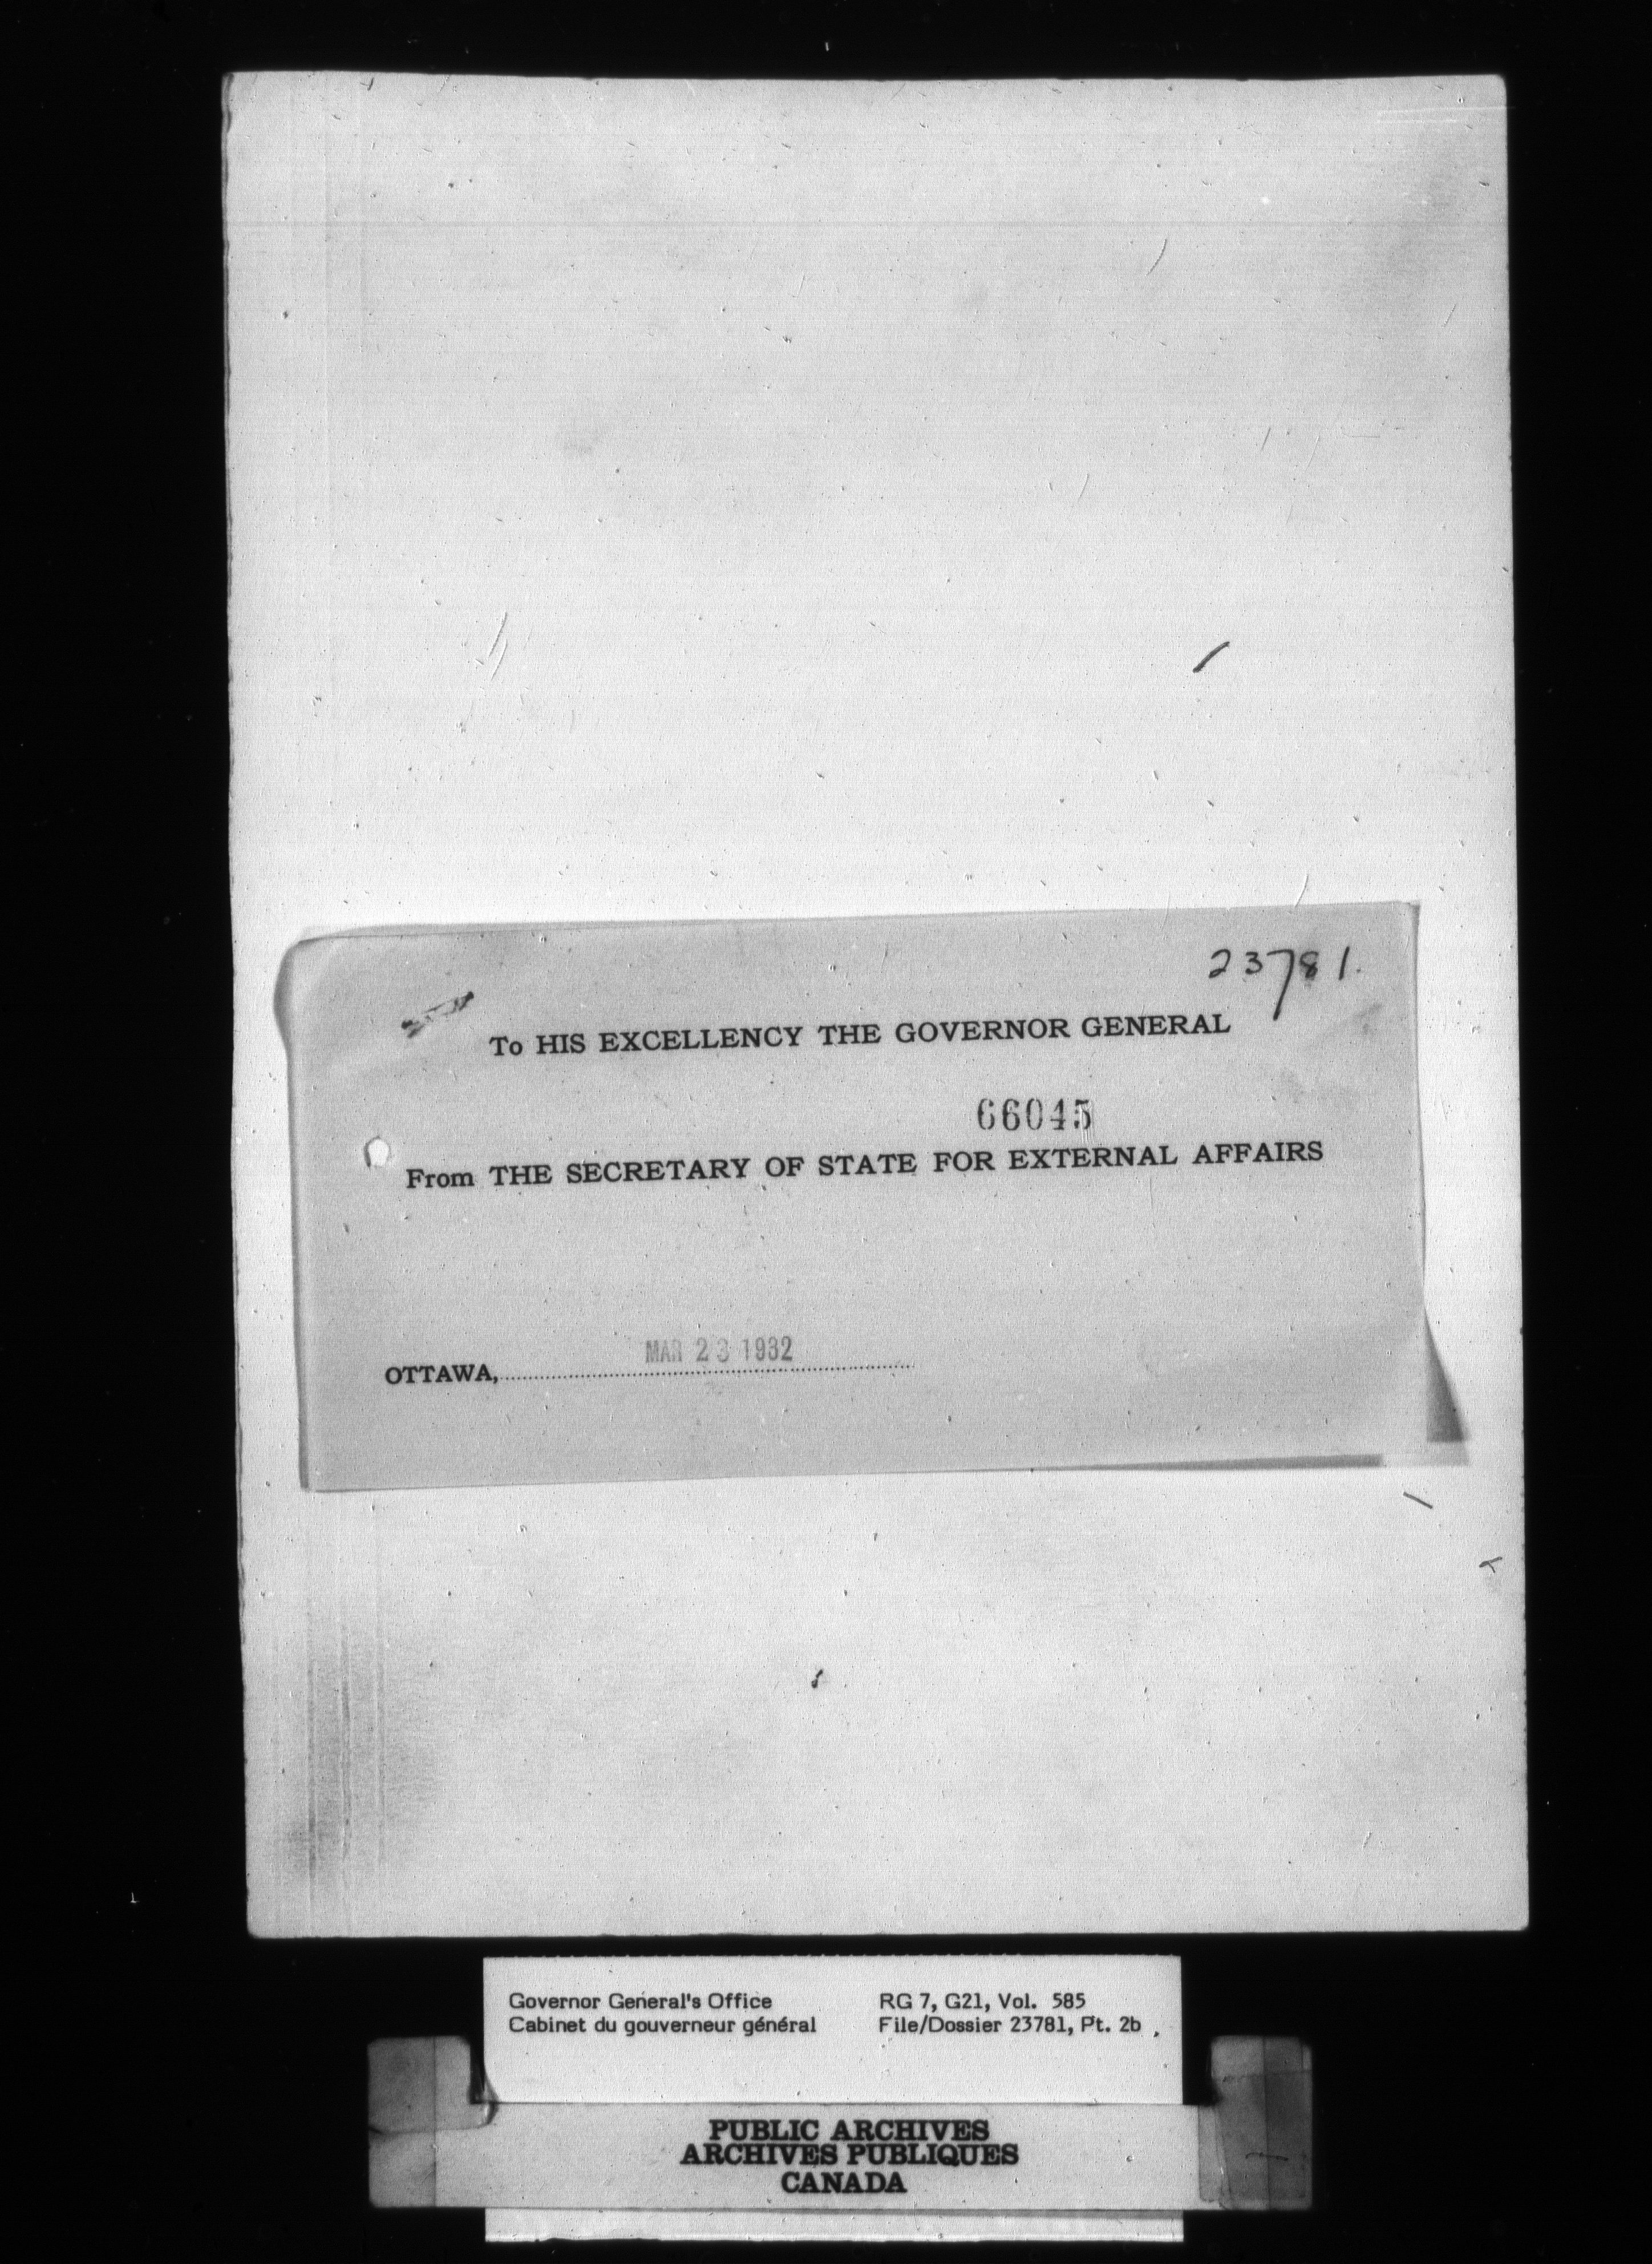 23781.
To HIS EXCELLENCY THE GOVERNOR GENERAL
66045
From THE SECRETARY OF STATE FOR EXTERNAL AFFAIRS
MAR 23 1932
OTTAWA,
Governor General's Office
Cabinet du gouverneur général
RG 7, G21, Vol. 585
File/Dossier 23781, Pt. 2b
PUBLIC ARCHIVES
ARCHIVES PUBLIQUES
CANADA